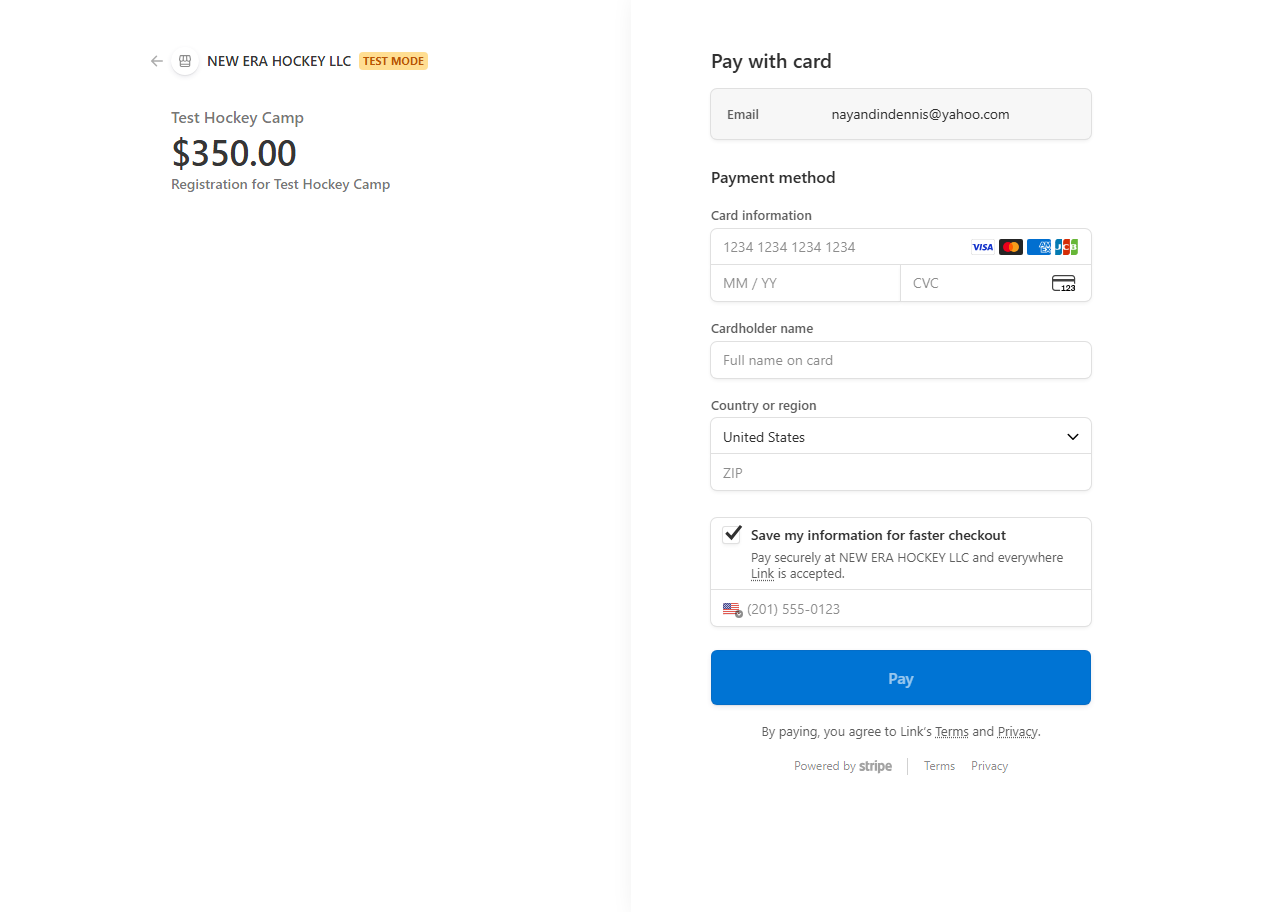 NEW ERA HOCKEY LLC TEST MODE
Test Hockey Camp
$350.00
Registration for Test Hockey Camp
Pay with card
Email nayandindennis@yahoo.com
Payment method
Card information
1234 1234 1234 1234 VISA AMEX JCB
MM / YY CVC 123
Cardholder name
Full name on card
Country or region
United States
ZIP
Save my information for faster checkout
Pay securely at NEW ERA HOCKEY LLC and everywhere
Link is accepted.
(201) 555-0123
Pay
By paying, you agree to Link's Terms and Privacy.
Powered by stripe Terms Privacy